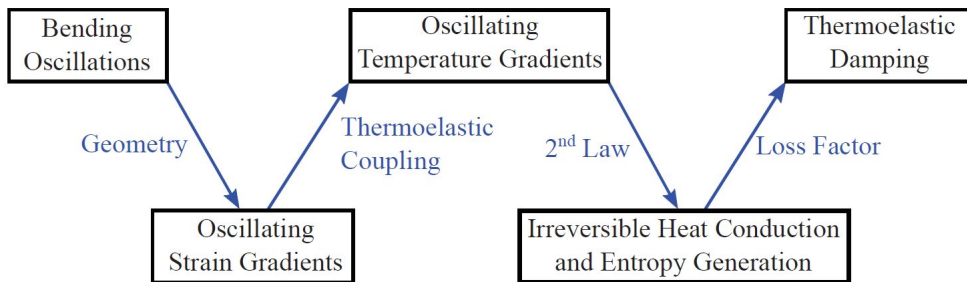 Bending
Oscillations
Oscillating
Temperature Gradients
Thermoelastic
Damping
Geometry
Thermoelastic
Coupling
2nd Law
Loss Factor
Oscillating
Strain Gradients
Irreversible Heat Conduction
and Entropy Generation